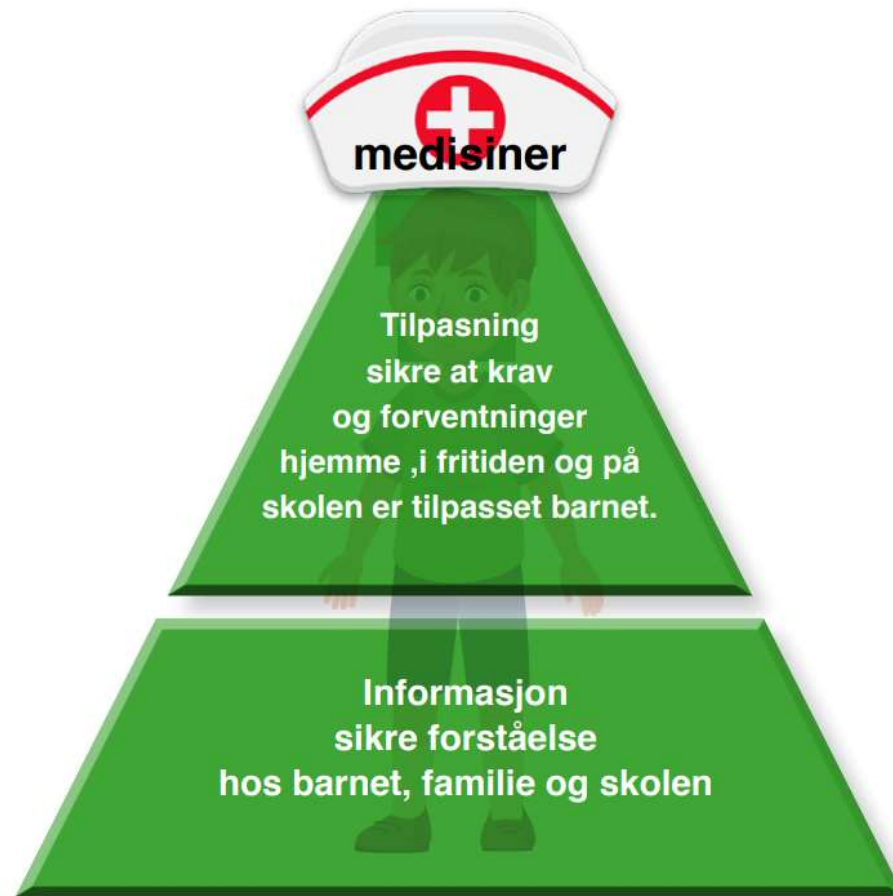 medisiner
Tilpasning
sikre at krav
og forventninger
hjemme ,i fritiden og på
skolen er tilpasset barnet.
Informasjon
sikre forståelse
hos barnet, familie og skolen